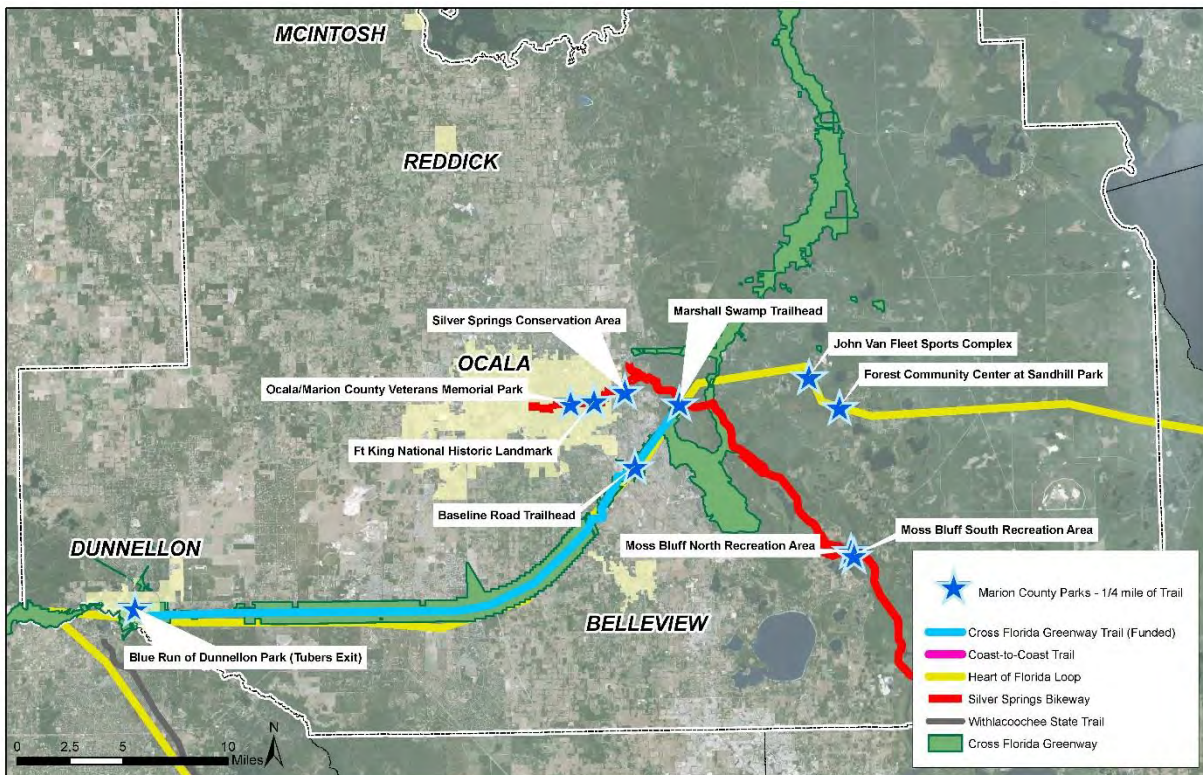 MCINTOSH
REDDICK
Silver Springs Conservation Area
Marshall Swamp Trailhead
OCALA
John Van Fleet Sports Complex
Ocala/Marion County Veterans Memorial Park
Forest Community Center at Sandhill Park
Ft King National Historic Landmark
Baseline Road Trailhead
DUNNELLON
Moss Bluff North Recreation Area
Moss Bluff South Recreation Area
BELLEVIEW
Blue Run of Dunnellon Park (Tubers Exit)
Marion County Parks - 1/4 mile of Trail
Cross Florida Greenway Trail (Funded)
Coast-to-Coast Trail
Heart of Florida Loop
Silver Springs Bikeway
Withlacoochee State Trail
Cross Florida Greenway
N
0 2.5 5 10
Miles